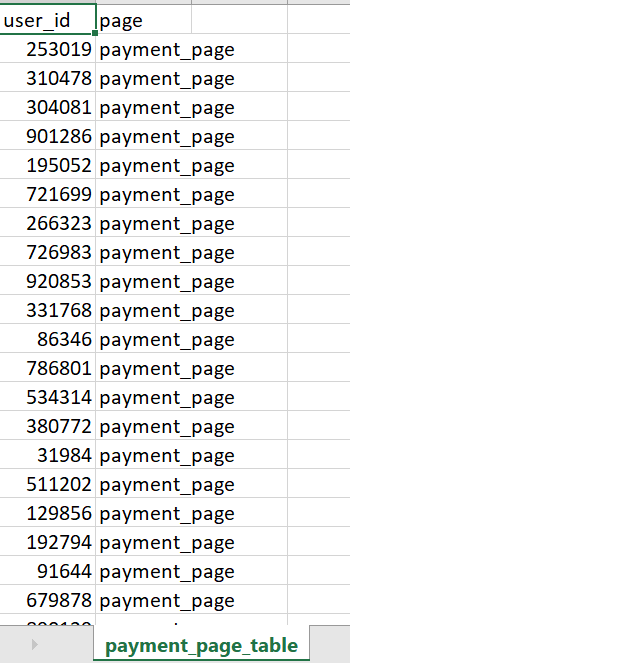 user_id page
253019 payment_page
310478 payment_page
304081 payment_page
901286 payment_page
195052 payment_page
721699 payment_page
266323 payment_page
726983 payment_page
920853 payment_page
331768 payment_page
86346 payment_page
786801 payment_page
534314 payment_page
380772 payment_page
31984 payment_page
511202 payment_page
129856 payment_page
192794 payment_page
91644 payment_page
679878 payment_page
payment_page_table